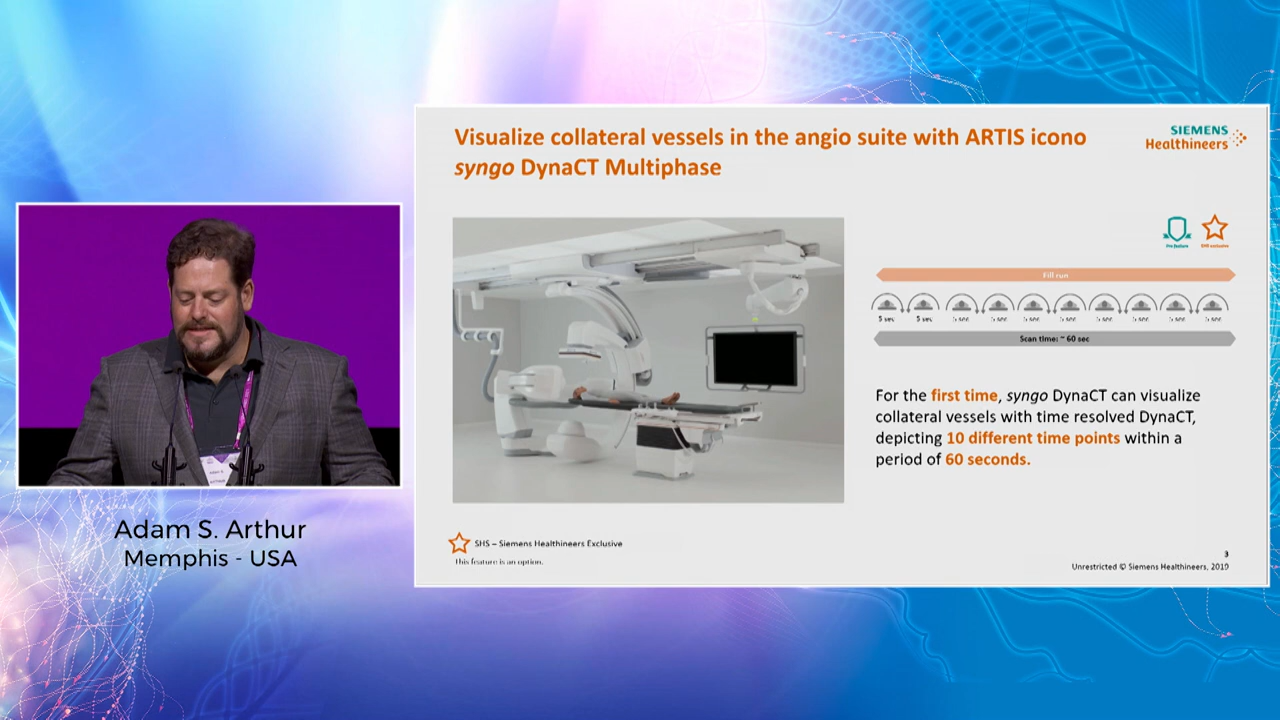 Visualize collateral vessels in the angio suite with ARTIS icono
syngo DynaCT Multiphase
SIEMENS
Healthineers
Fill run
5 sec 5 sec 5 sec 5 sec 5 sec 5 sec 5 sec 5 sec 5 sec 5 sec
Scan time: ~ 60 sec
For the first time, syngo DynaCT can visualize
collateral vessels with time resolved DynaCT,
depicting 10 different time points within a
period of 60 seconds.
SHS – Siemens Healthineers Exclusive
This feature is an option.
3
Unrestricted © Siemens Healthineers, 2019
Adam S. Arthur
Memphis - USA